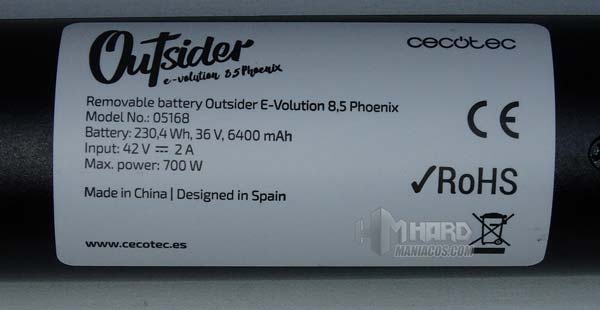 Outsider
e-volution 8,5 Phoenix
cecotec
Removable battery Outsider E-Volution 8,5 Phoenix
Model No.: 05168
Battery: 230,4 Wh, 36 V, 6400 mAh
Input: 42 V ⎓ 2 A
Max. power: 700 W
Made in China | Designed in Spain
www.cecotec.es
CE
✓RoHS
HM HARD
MANIACOS.COM